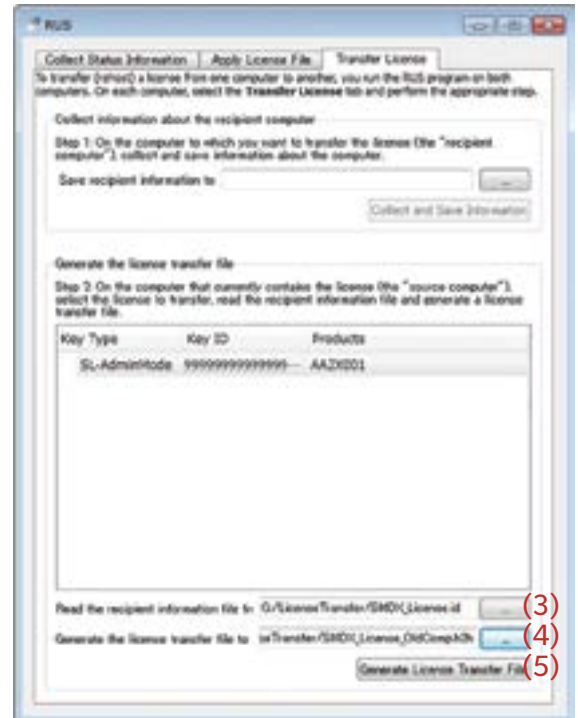 RUS
Collect Status Information Apply License File Transfer License
To transfer (rehost) a license from one computer to another, you run the RUS program on both
computers. On each computer, select the Transfer License tab and perform the appropriate step.
Collect information about the recipient computer
Step 1: On the computer to which you want to transfer the license (the "recipient
computer"), collect and save information about the computer.
Save recipient information to ...
Collect and Save Information
Generate the license transfer file
Step 2: On the computer that currently contains the license (the "source computer"),
select the license to transfer, read the recipient information file and generate a license
transfer file.
Key Type Key ID Products
SL-AdminMode 99999999999999··· AA2X001
Read the recipient information file fr G:/LicenseTransfer/SMDX_License.id ... (3)
Generate the license transfer file to ... (4)
Generate License Transfer File (5)